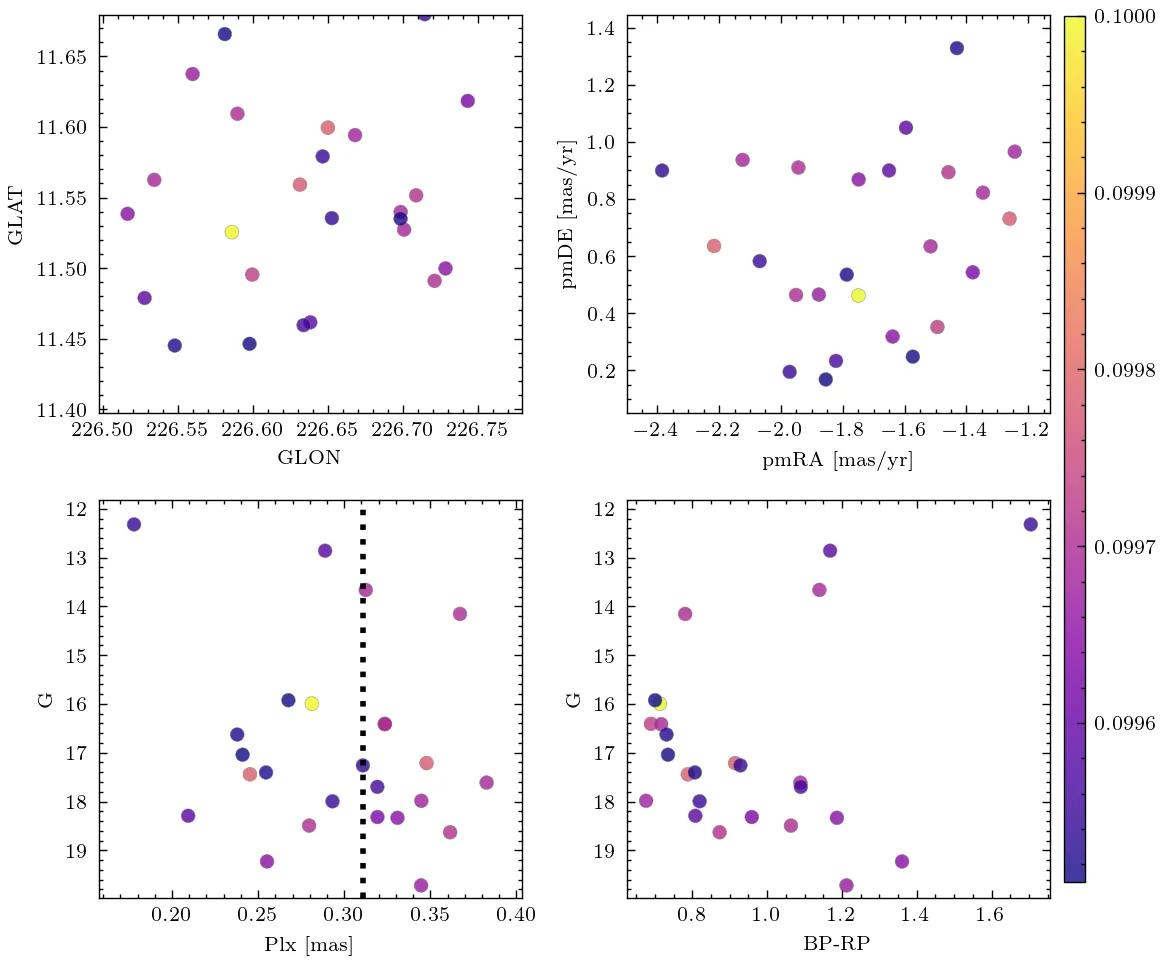 11.65
11.60
11.55
11.50
11.45
11.40
GLAT
226.50 226.55 226.60 226.65 226.70 226.75
GLON
1.4
1.2
1.0
0.8
0.6
0.4
0.2
pmDE [mas/yr]
−2.4 −2.2 −2.0 −1.8 −1.6 −1.4 −1.2
pmRA [mas/yr]
0.1000
0.0999
0.0998
0.0997
0.0996
12
13
14
15
16
17
18
19
G
0.20 0.25 0.30 0.35 0.40
Plx [mas]
12
13
14
15
16
17
18
19
G
0.8 1.0 1.2 1.4 1.6
BP-RP